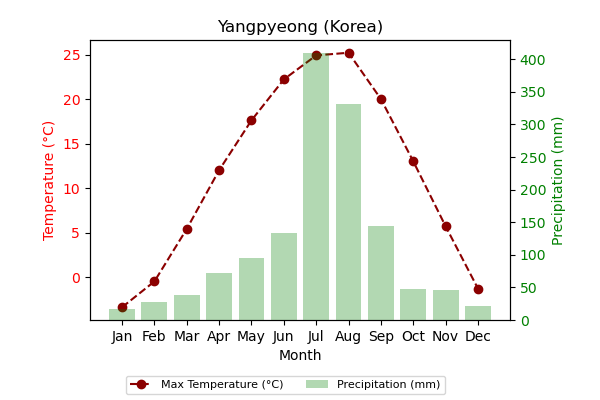 Yangpyeong (Korea)
Temperature (°C)
25
20
15
10
5
0
400
350
300
250
200
150
100
50
0
Precipitation (mm)
Jan Feb Mar Apr May Jun Jul Aug Sep Oct Nov Dec
Month
Max Temperature (°C) Precipitation (mm)